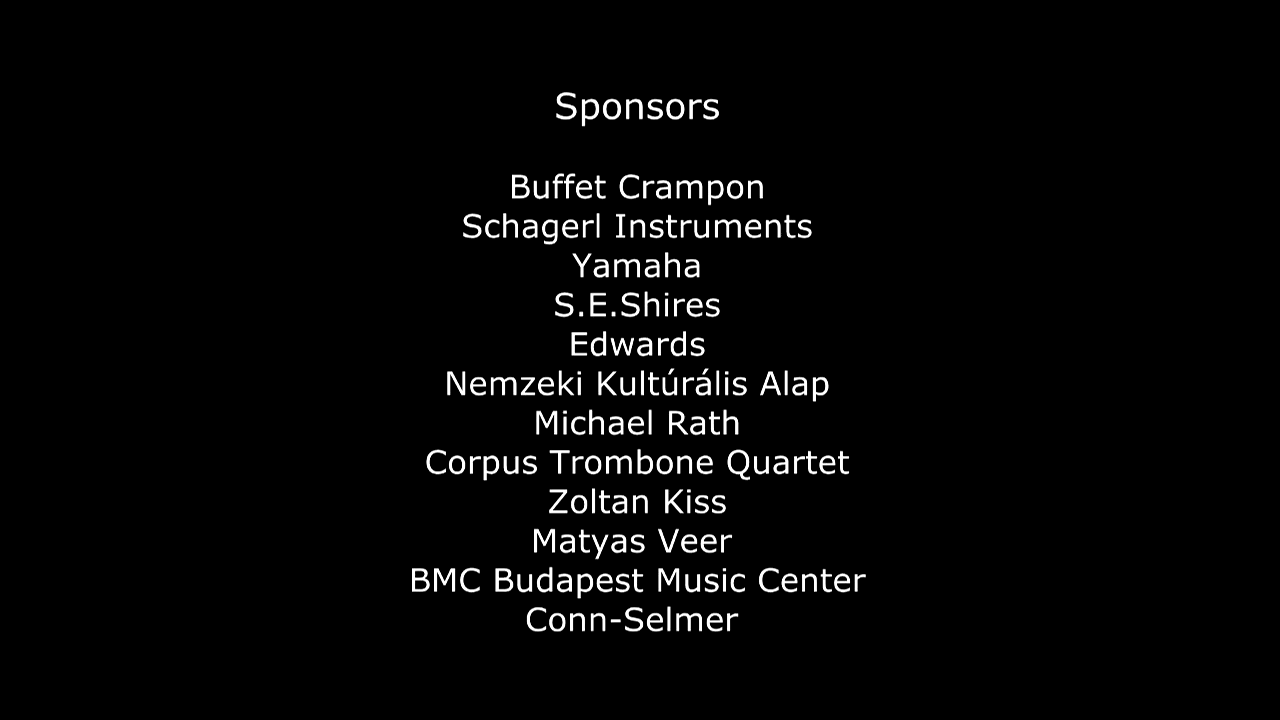 Sponsors
Buffet Crampon
Schagerl Instruments
Yamaha
S.E.Shires
Edwards
Nemzeki Kultúrális Alap
Michael Rath
Corpus Trombone Quartet
Zoltan Kiss
Matyas Veer
BMC Budapest Music Center
Conn-Selmer